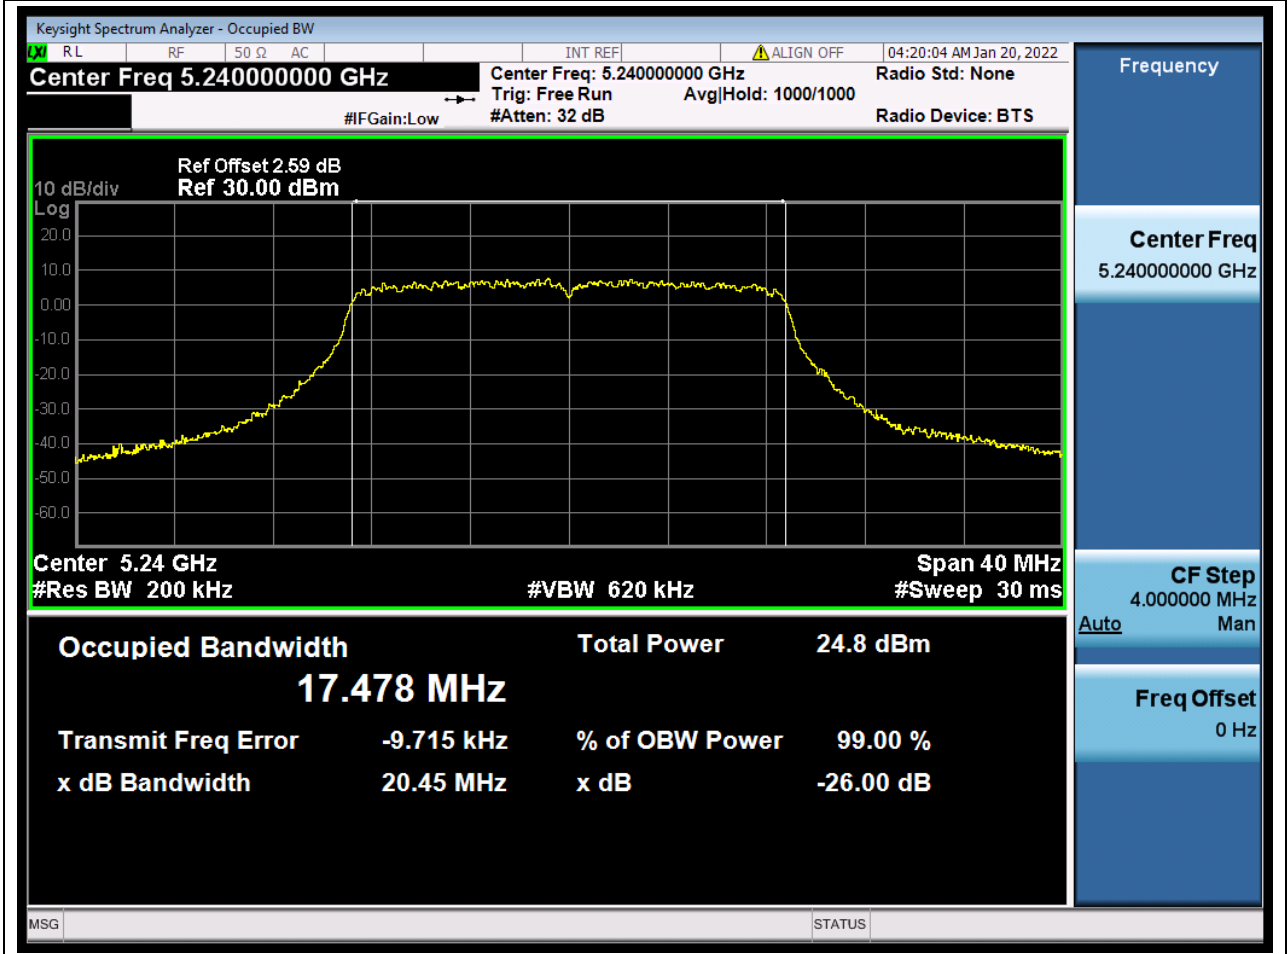 Keysight Spectrum Analyzer - Occupied BW
LXI RL RF 50 Ω AC INT REF ALIGN OFF 04:20:04 AM Jan 20, 2022
Center Freq 5.240000000 GHz
Center Freq: 5.240000000 GHz
Radio Std: None
Trig: Free Run Avg|Hold: 1000/1000
#IFGain:Low
#Atten: 32 dB
Radio Device: BTS
Ref Offset 2.59 dB
10 dB/div Ref 30.00 dBm
Log
20.0
10.0
0.00
-10.0
-20.0
-30.0
-40.0
-50.0
-60.0
Center 5.24 GHz Span 40 MHz
#Res BW 200 kHz #VBW 620 kHz #Sweep 30 ms
Occupied Bandwidth Total Power 24.8 dBm
17.478 MHz
Transmit Freq Error -9.715 kHz % of OBW Power 99.00 %
x dB Bandwidth 20.45 MHz x dB -26.00 dB
MSG STATUS
Frequency
Center Freq
5.240000000 GHz
CF Step
4.000000 MHz
Auto Man
Freq Offset
0 Hz